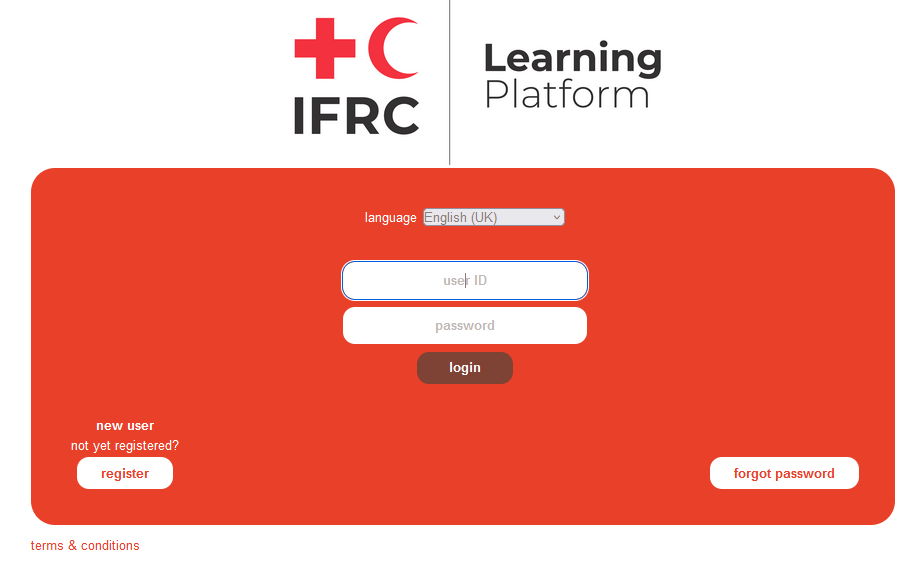 IFRC
Learning
Platform
language English (UK)
user ID
password
login
new user
not yet registered?
register
forgot password
terms & conditions